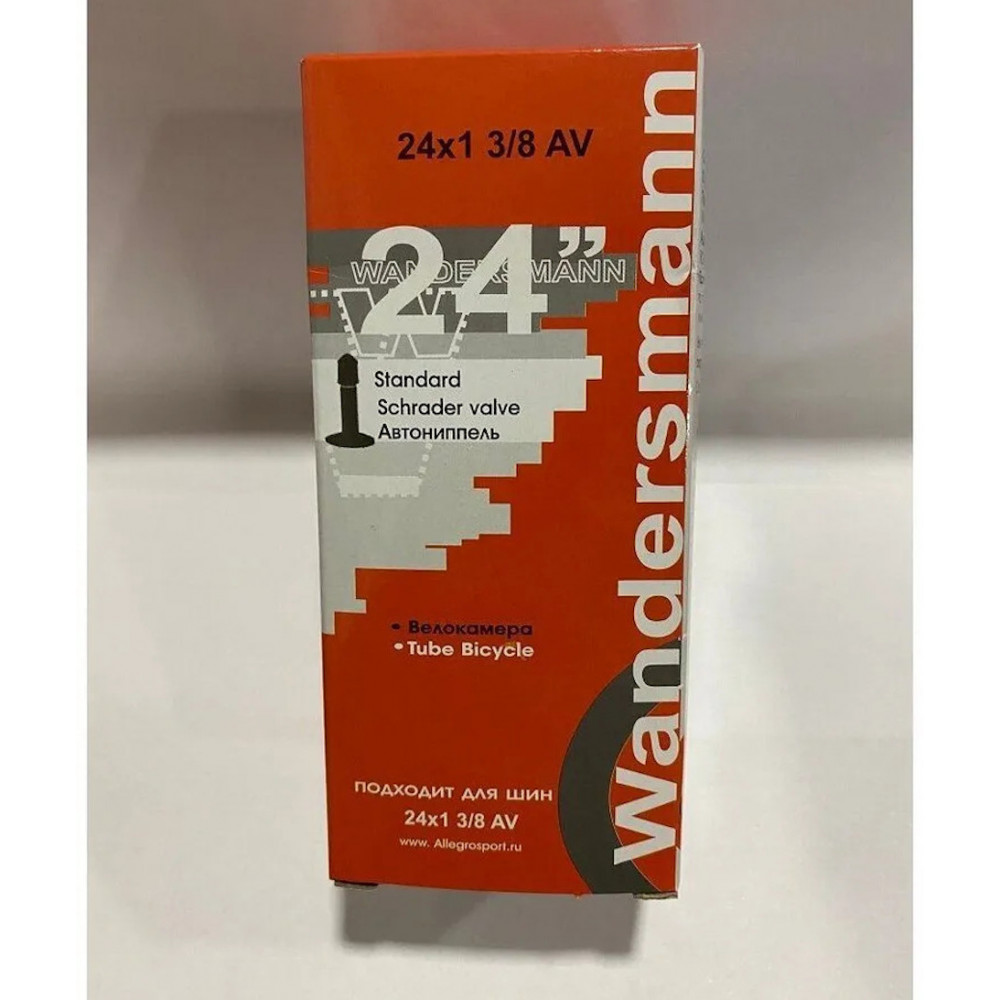 24x1 3/8 AV
24”
WANDERSMANN
Standard
Schrader valve
Автониппель
• Велокамера
• Tube Bicycle
подходит для шин
24x1 3/8 AV
www. Allegrosport.ru
Wandersmann